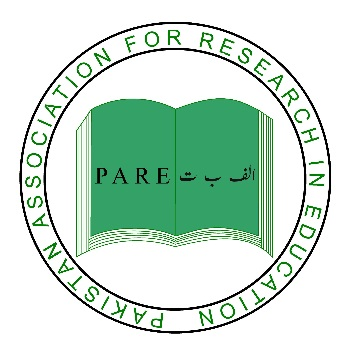 PAKISTAN ASSOCIATION FOR RESEARCH IN EDUCATION
PARE الف ب ت